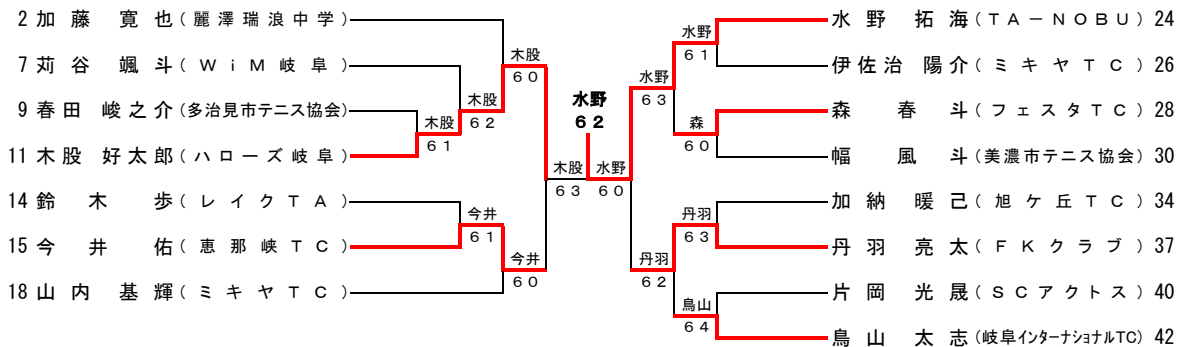 2 加藤 寛也(麗澤瑞浪中学)
7 苅谷 颯斗(WiM岐阜)
9 春田 峻之介(多治見市テニス協会)
11 木股 好太郎(ハローズ岐阜)
14 鈴木 歩(レイクTA)
15 今井 佑(恵那峡TC)
18 山内 基輝(ミキヤTC)
木股
61
木股
62
木股
60
今井
61
今井
60
木股
63
水野
62
水野
60
水野
63
水野
61
森
60
丹羽
62
丹羽
63
鳥山
64
水野 拓海(TA-NOBU) 24
伊佐治 陽介(ミキヤTC) 26
森 春斗(フェスタTC) 28
幅 風斗(美濃市テニス協会) 30
加納 暖己(旭ケ丘TC) 34
丹羽 亮太(FKクラブ) 37
片岡 光晟(SCアクトス) 40
鳥山 太志(岐阜インターナショナルTC) 42